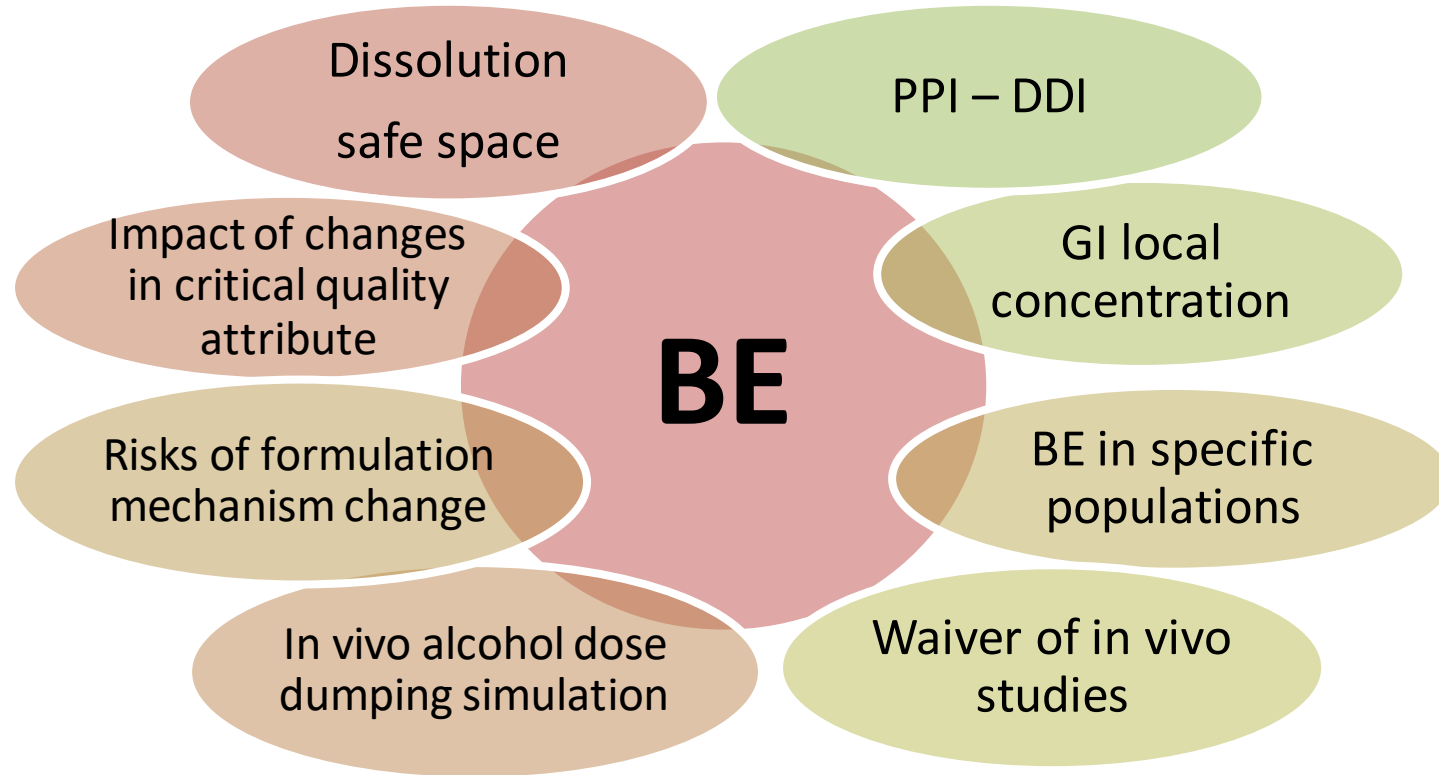 Dissolution
safe space
PPI – DDI
Impact of changes
in critical quality
attribute
GI local
concentration
BE
Risks of formulation
mechanism change
BE in specific
populations
In vivo alcohol dose
dumping simulation
Waiver of in vivo
studies